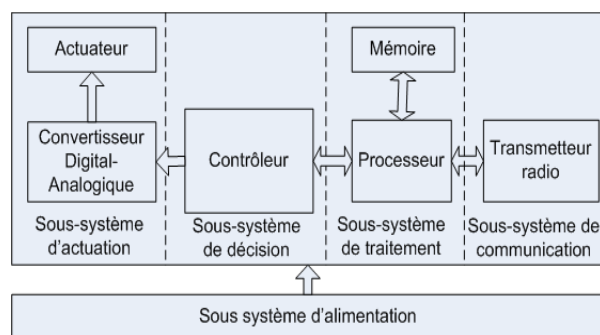 Actuateur
Mémoire
Convertisseur
Digital-
Analogique
Contrôleur
Processeur
Transmetteur
radio
Sous-système
d'actuation
Sous-système
de décision
Sous-système
de traitement
Sous-système de
communication
Sous système d'alimentation